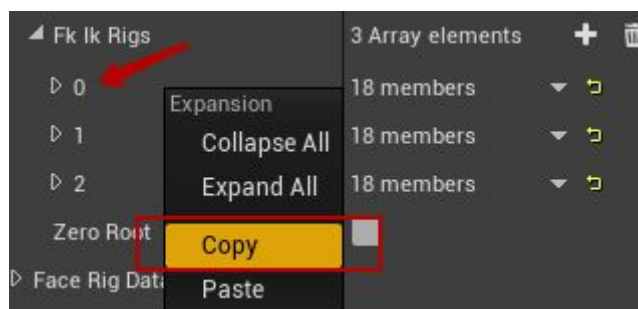 Fk Ik Rigs 3 Array elements
0 18 members
Expansion
1 Collapse All 18 members
2 Expand All 18 members
Zero Root Copy
Face Rig Data Paste